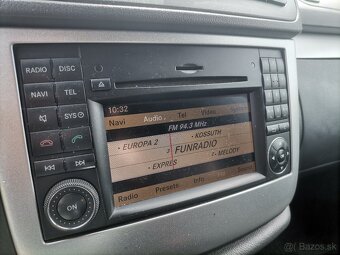 RADIO DISC
NAVI TEL
SYS
ON
10:32
Navi Audio Tel Video
FM 94.3 MHz
KOSSUTH
EUROPA 2
FUNRADIO
MELODY
EXPRES
Radio Presets Info
bazos.sk